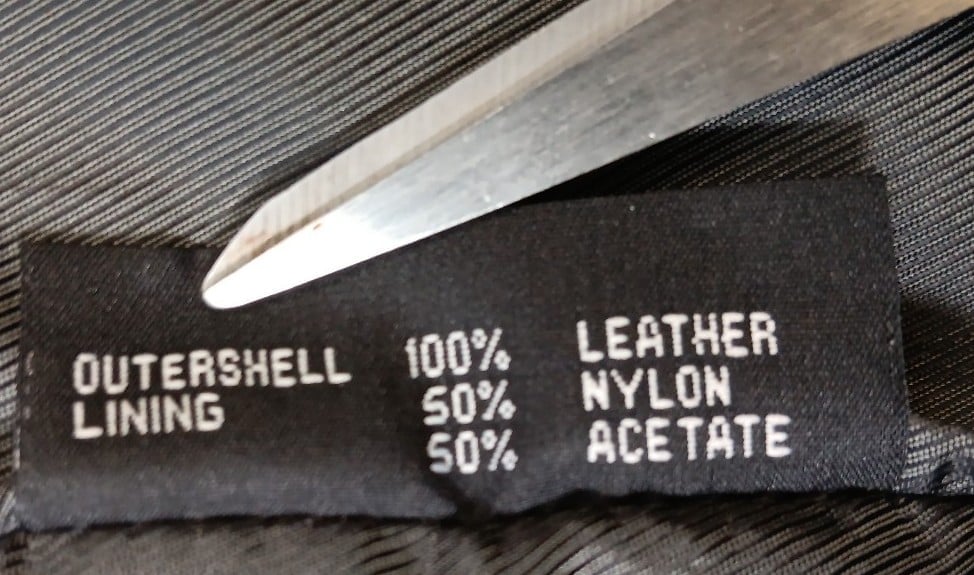 OUTERSHELL 100% LEATHER
LINING 50% NYLON
50% ACETATE